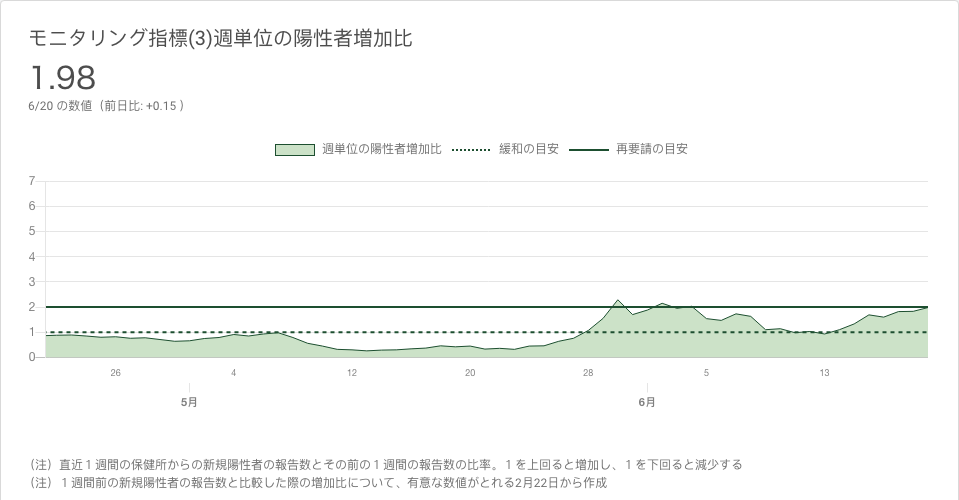 モニタリング指標(3)週単位の陽性者増加比
1.98
6/20 の数値（前日比: +0.15 ）
週単位の陽性者増加比 緩和の目安 再要請の目安
7
6
5
4
3
2
1
0
26 4 12 20 28 5 13
5月 6月
（注）直近１週間の保健所からの新規陽性者の報告数とその前の１週間の報告数の比率。１を上回ると増加し、１を下回ると減少する
（注）１週間前の新規陽性者の報告数と比較した際の増加比について、有意な数値がとれる2月22日から作成